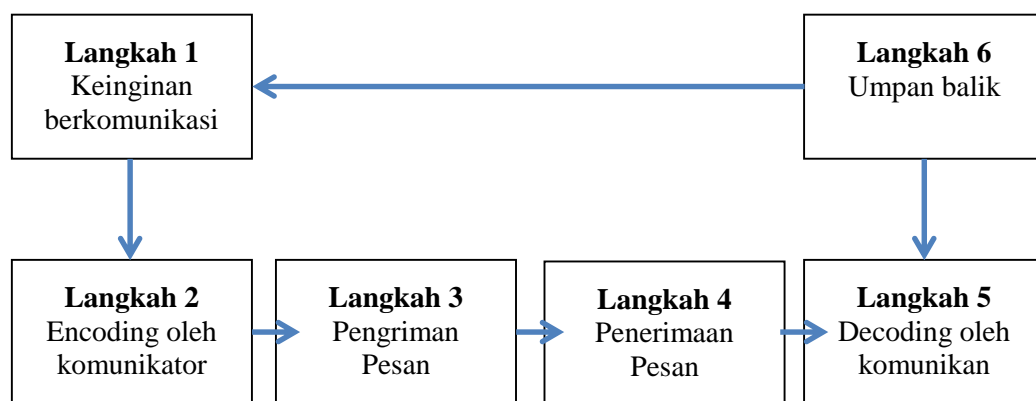 Langkah 1
Keinginan
berkomunikasi
Langkah 6
Umpan balik
Langkah 2
Encoding oleh
komunikator
Langkah 3
Pengriman
Pesan
Langkah 4
Penerimaan
Pesan
Langkah 5
Decoding oleh
komunikan